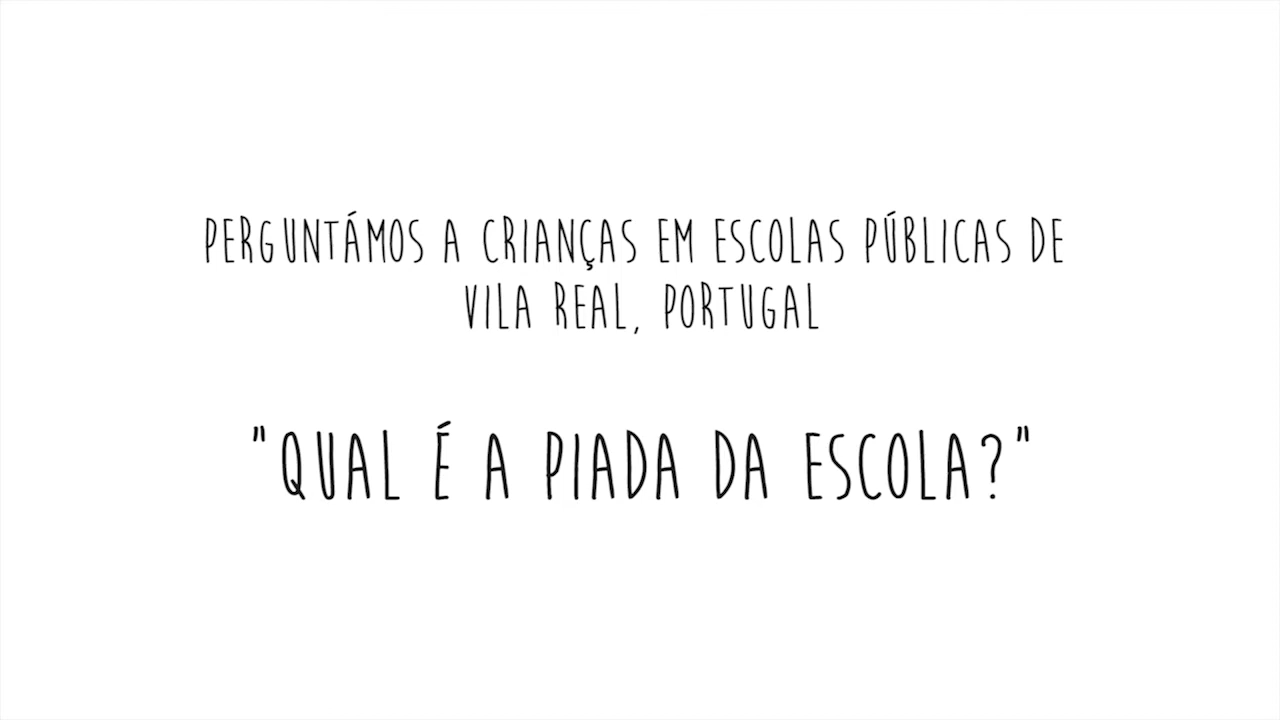 PERGUNTÁMOS A CRIANÇAS EM ESCOLAS PÚBLICAS DE
VILA REAL, PORTUGAL
"QUAL É A PIADA DA ESCOLA?"